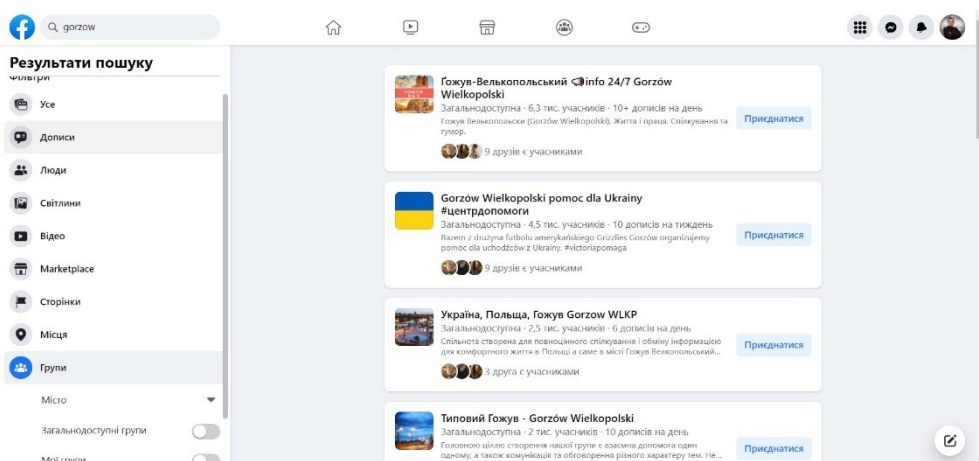 gorzow
Результати пошуку
Фільтри
Усе
Дописи
Люди
Світлини
Відео
Marketplace
Сторінки
Місця
Групи
Місто
Загальнодоступні групи
Мої групи
Ґожув-Велькопольський info 24/7 Gorzów
Wielkopolski
Загальнодоступна · 6,3 тис. учасників · 10+ дописів на день
Гожув Велькопольски (Gorzów Wielkopolski). Життя і праця. Спілкування та
гумор.
9 друзів є учасниками
Приєднатися
Gorzów Wielkopolski pomoc dla Ukrainy
#центрдопомоги
Загальнодоступна · 4,5 тис. учасників · 10 дописів на тиждень
Razem z drużyna futbolu amerykańskiego Grizzlies Gorzów organizujemy
pomoc dla uchodźców z Ukrainy. #victoriapomaga
9 друзів є учасниками
Приєднатися
Україна, Польща, Гожув Gorzow WLKP
Загальнодоступна · 2,5 тис. учасників · 6 дописів на день
Спільнота створена для повноцінного спілкування і обміну інформацією
для комфортного життя в Польщі а саме в місті Гожув Велкопольський...
3 друга є учасниками
Приєднатися
Типовий Гожув - Gorzów Wielkopolski
Загальнодоступна · 2 тис. учасників · 10 дописів на день
Головною ціллю створення нашої групи є взаємна допомога один
одному, а також комунікація та обговорення різного характеру тем. Не...
Приєднатися